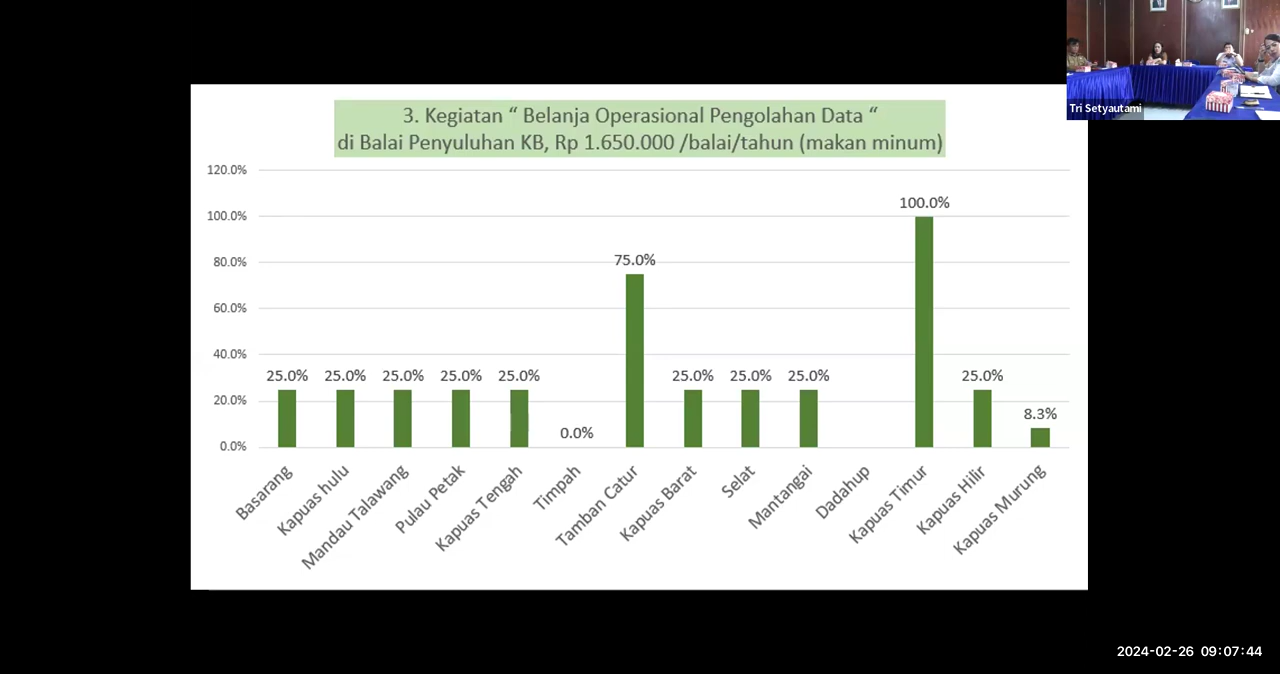 3. Kegiatan “ Belanja Operasional Pengolahan Data “
di Balai Penyuluhan KB, Rp 1.650.000 /balai/tahun (makan minum)
Tri Setyautami
120.0%
100.0%
80.0%
60.0%
40.0%
20.0%
0.0%
25.0%
25.0%
25.0%
25.0%
25.0%
0.0%
75.0%
25.0%
25.0%
25.0%
100.0%
25.0%
8.3%
Basarang
Kapuas hulu
Mandau Talawang
Pulau Petak
Kapuas Tengah
Timpah
Tamban Catur
Kapuas Barat
Selat
Mantangai
Dadahup
Kapuas Timur
Kapuas Hilir
Kapuas Murung
2024-02-26 09:07:44